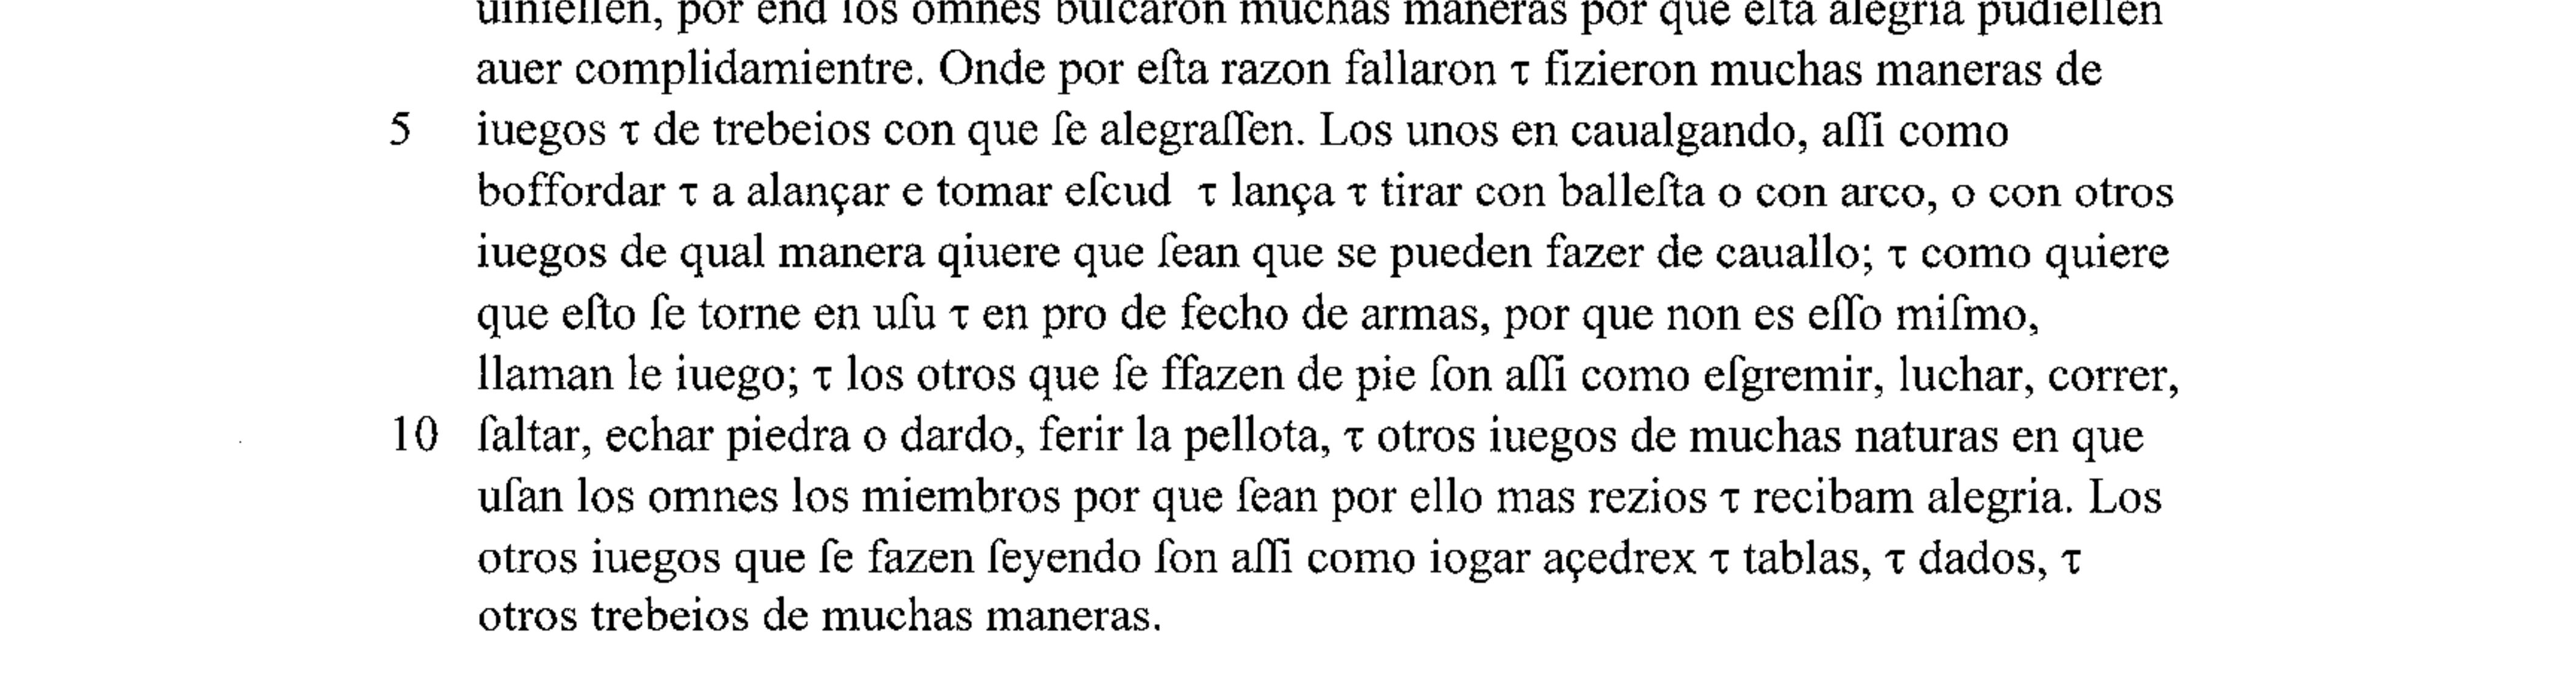 uinieſſen, por end los omnes buſcaron muchas maneras por que eſta alegria pudieſſen
auer complidamientre. Onde por eſta razon fallaron τ fizieron muchas maneras de
5 iuegos τ de trebeios con que ſe alegraſſen. Los unos en caualgando, aſſi como
boffordar τ a alançar e tomar eſcud τ lança τ tirar con balleſta o con arco, o con otros
iuegos de qual manera qiuere que ſean que se pueden fazer de cauallo; τ como quiere
que eſto ſe torne en uſu τ en pro de fecho de armas, por que non es eſſo miſmo,
llaman le iuego; τ los otros que ſe ffazen de pie ſon aſſi como eſgremir, luchar, correr,
10 ſaltar, echar piedra o dardo, ferir la pellota, τ otros iuegos de muchas naturas en que
uſan los omnes los miembros por que ſean por ello mas rezios τ recibam alegria. Los
otros iuegos que ſe fazen ſeyendo ſon aſſi como iogar açedrex τ tablas, τ dados, τ
otros trebeios de muchas maneras.